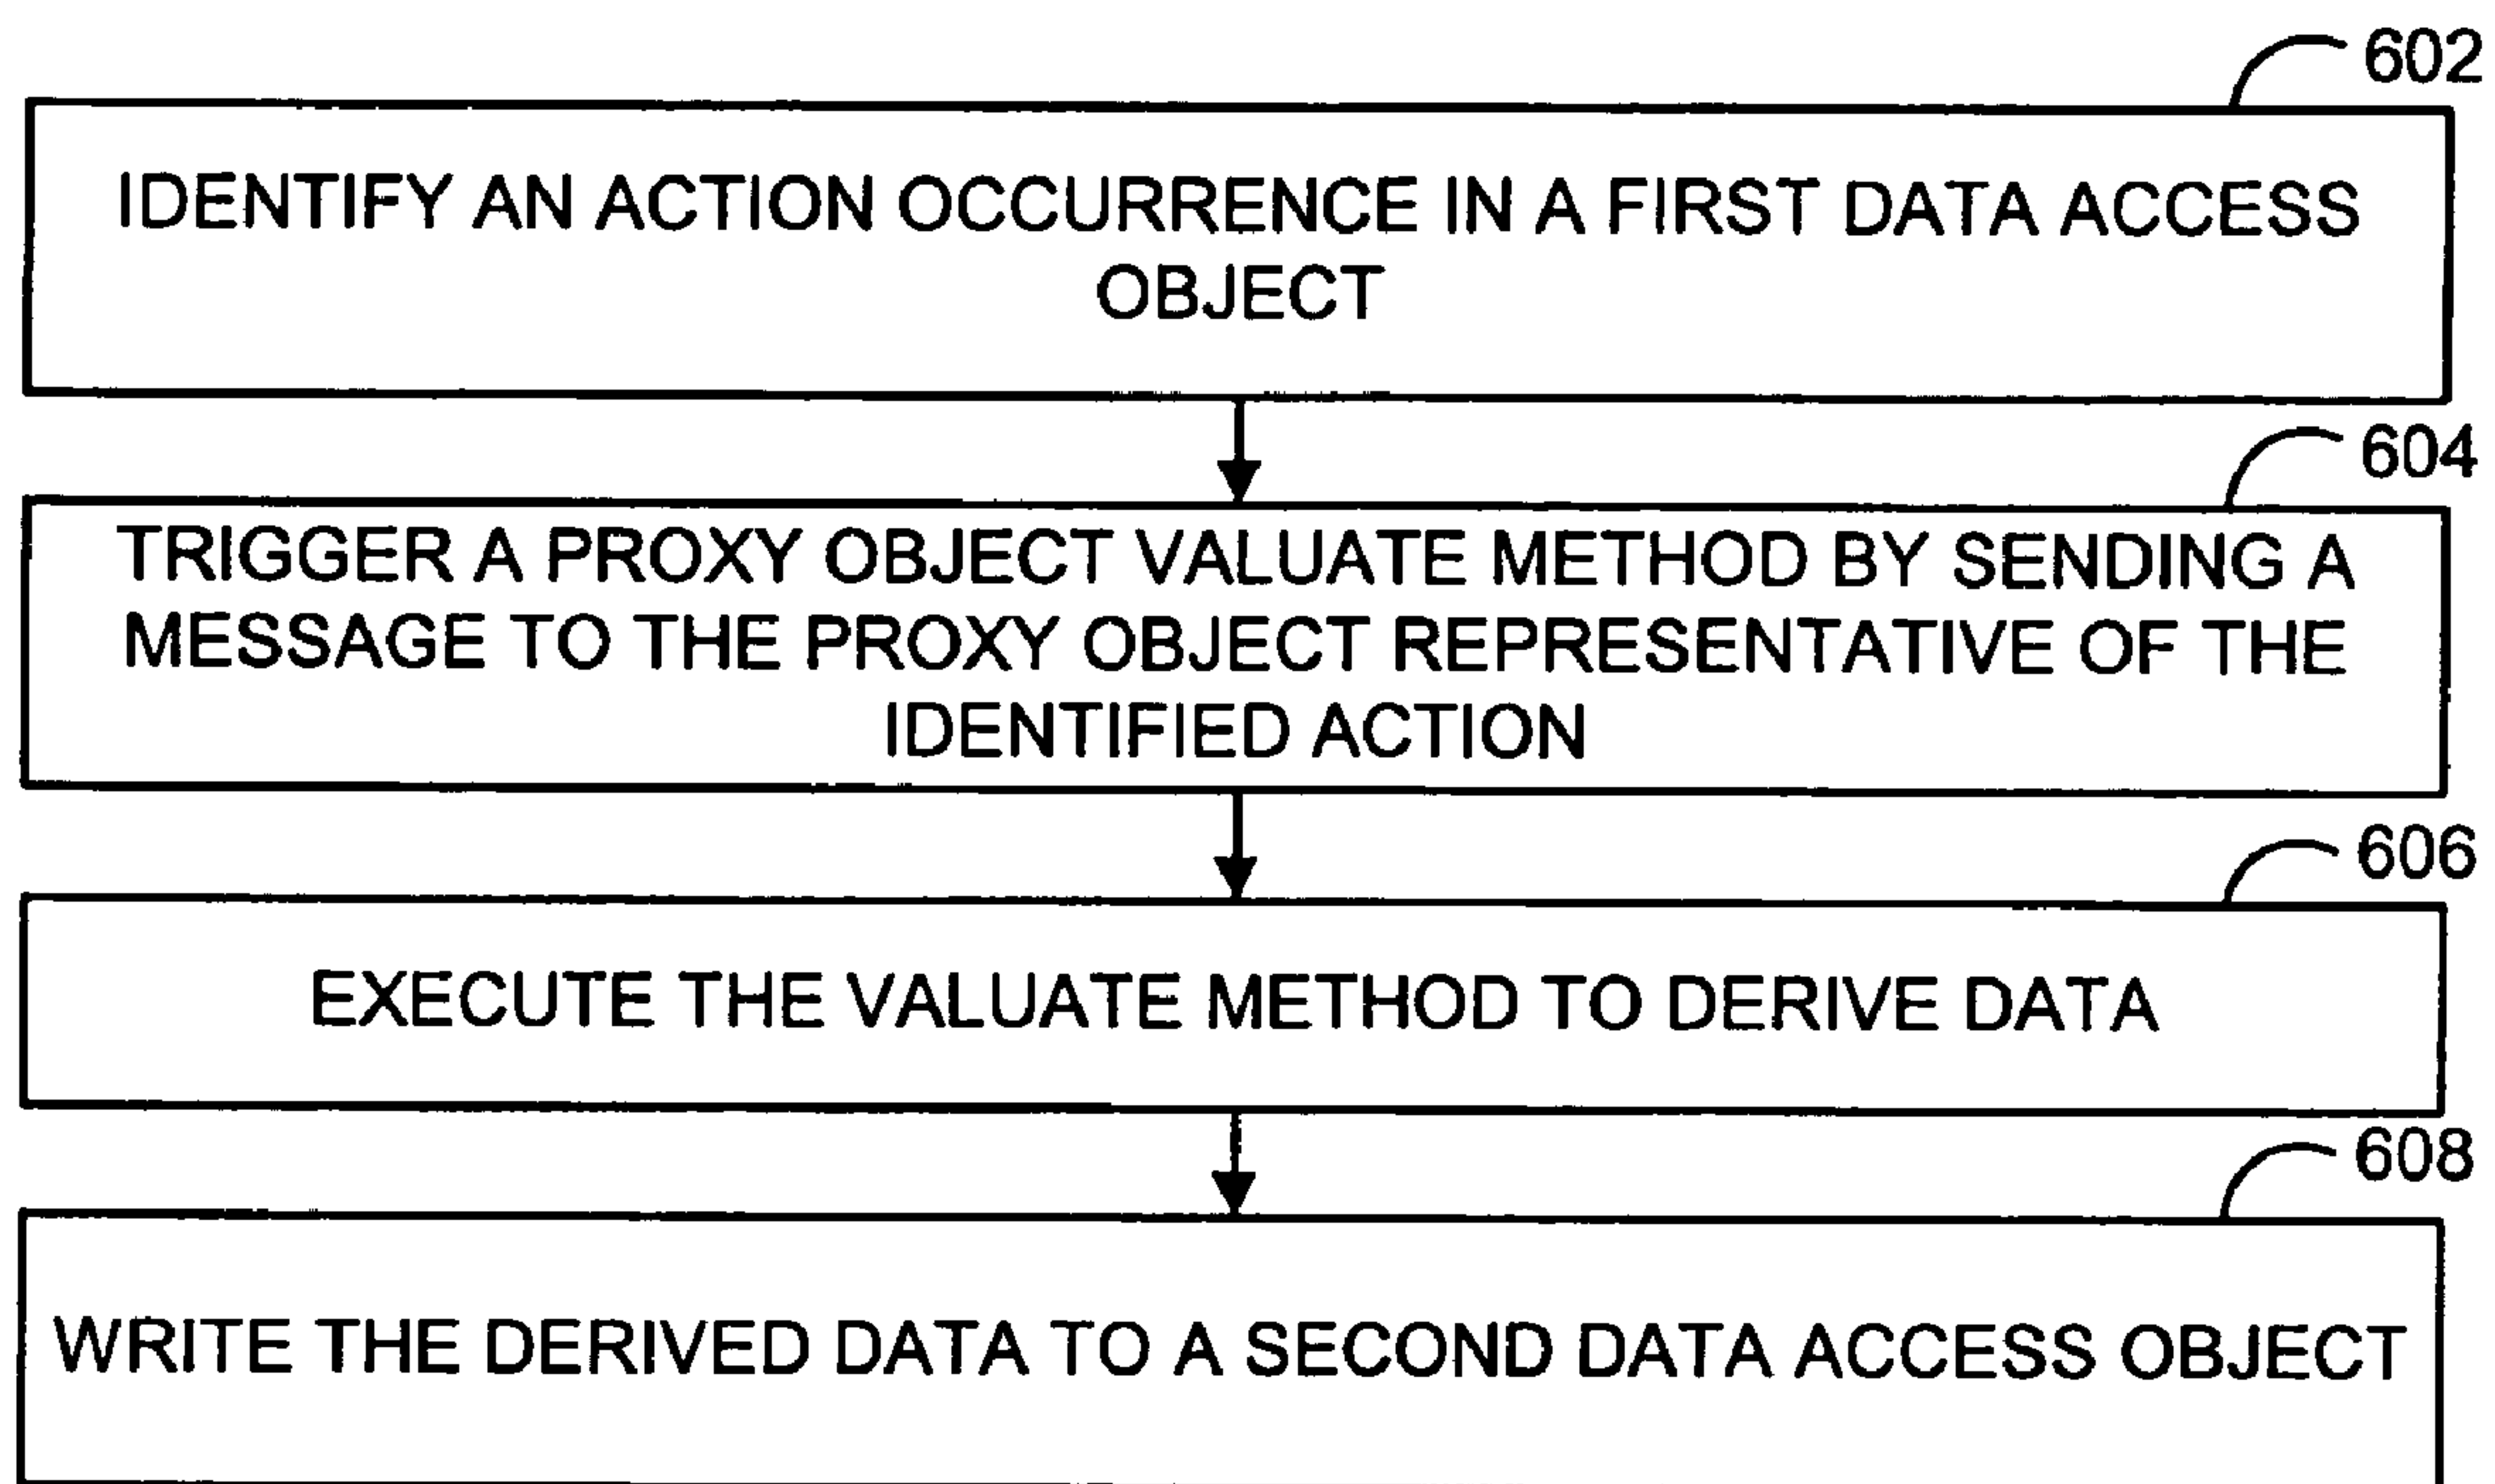 602
IDENTIFY AN ACTION OCCURRENCE IN A FIRST DATA ACCESS
OBJECT
604
TRIGGER A PROXY OBJECT VALUATE METHOD BY SENDING A
MESSAGE TO THE PROXY OBJECT REPRESENTATIVE OF THE
IDENTIFIED ACTION
606
EXECUTE THE VALUATE METHOD TO DERIVE DATA
608
WRITE THE DERIVED DATA TO A SECOND DATA ACCESS OBJECT